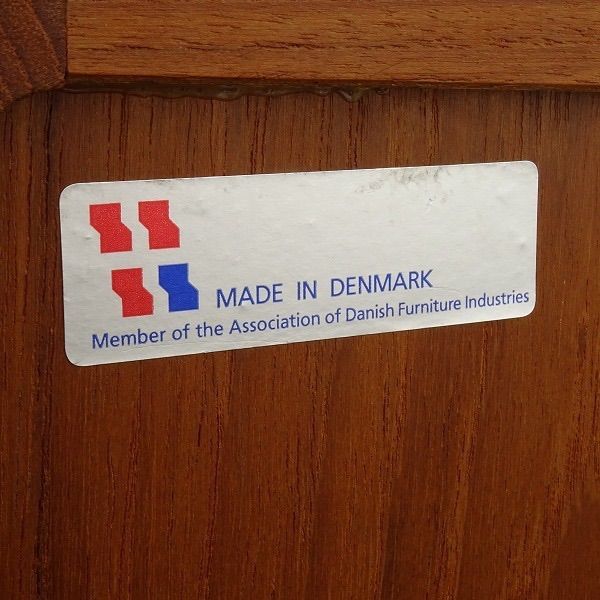 MADE IN DENMARK
Member of the Association of Danish Furniture Industries